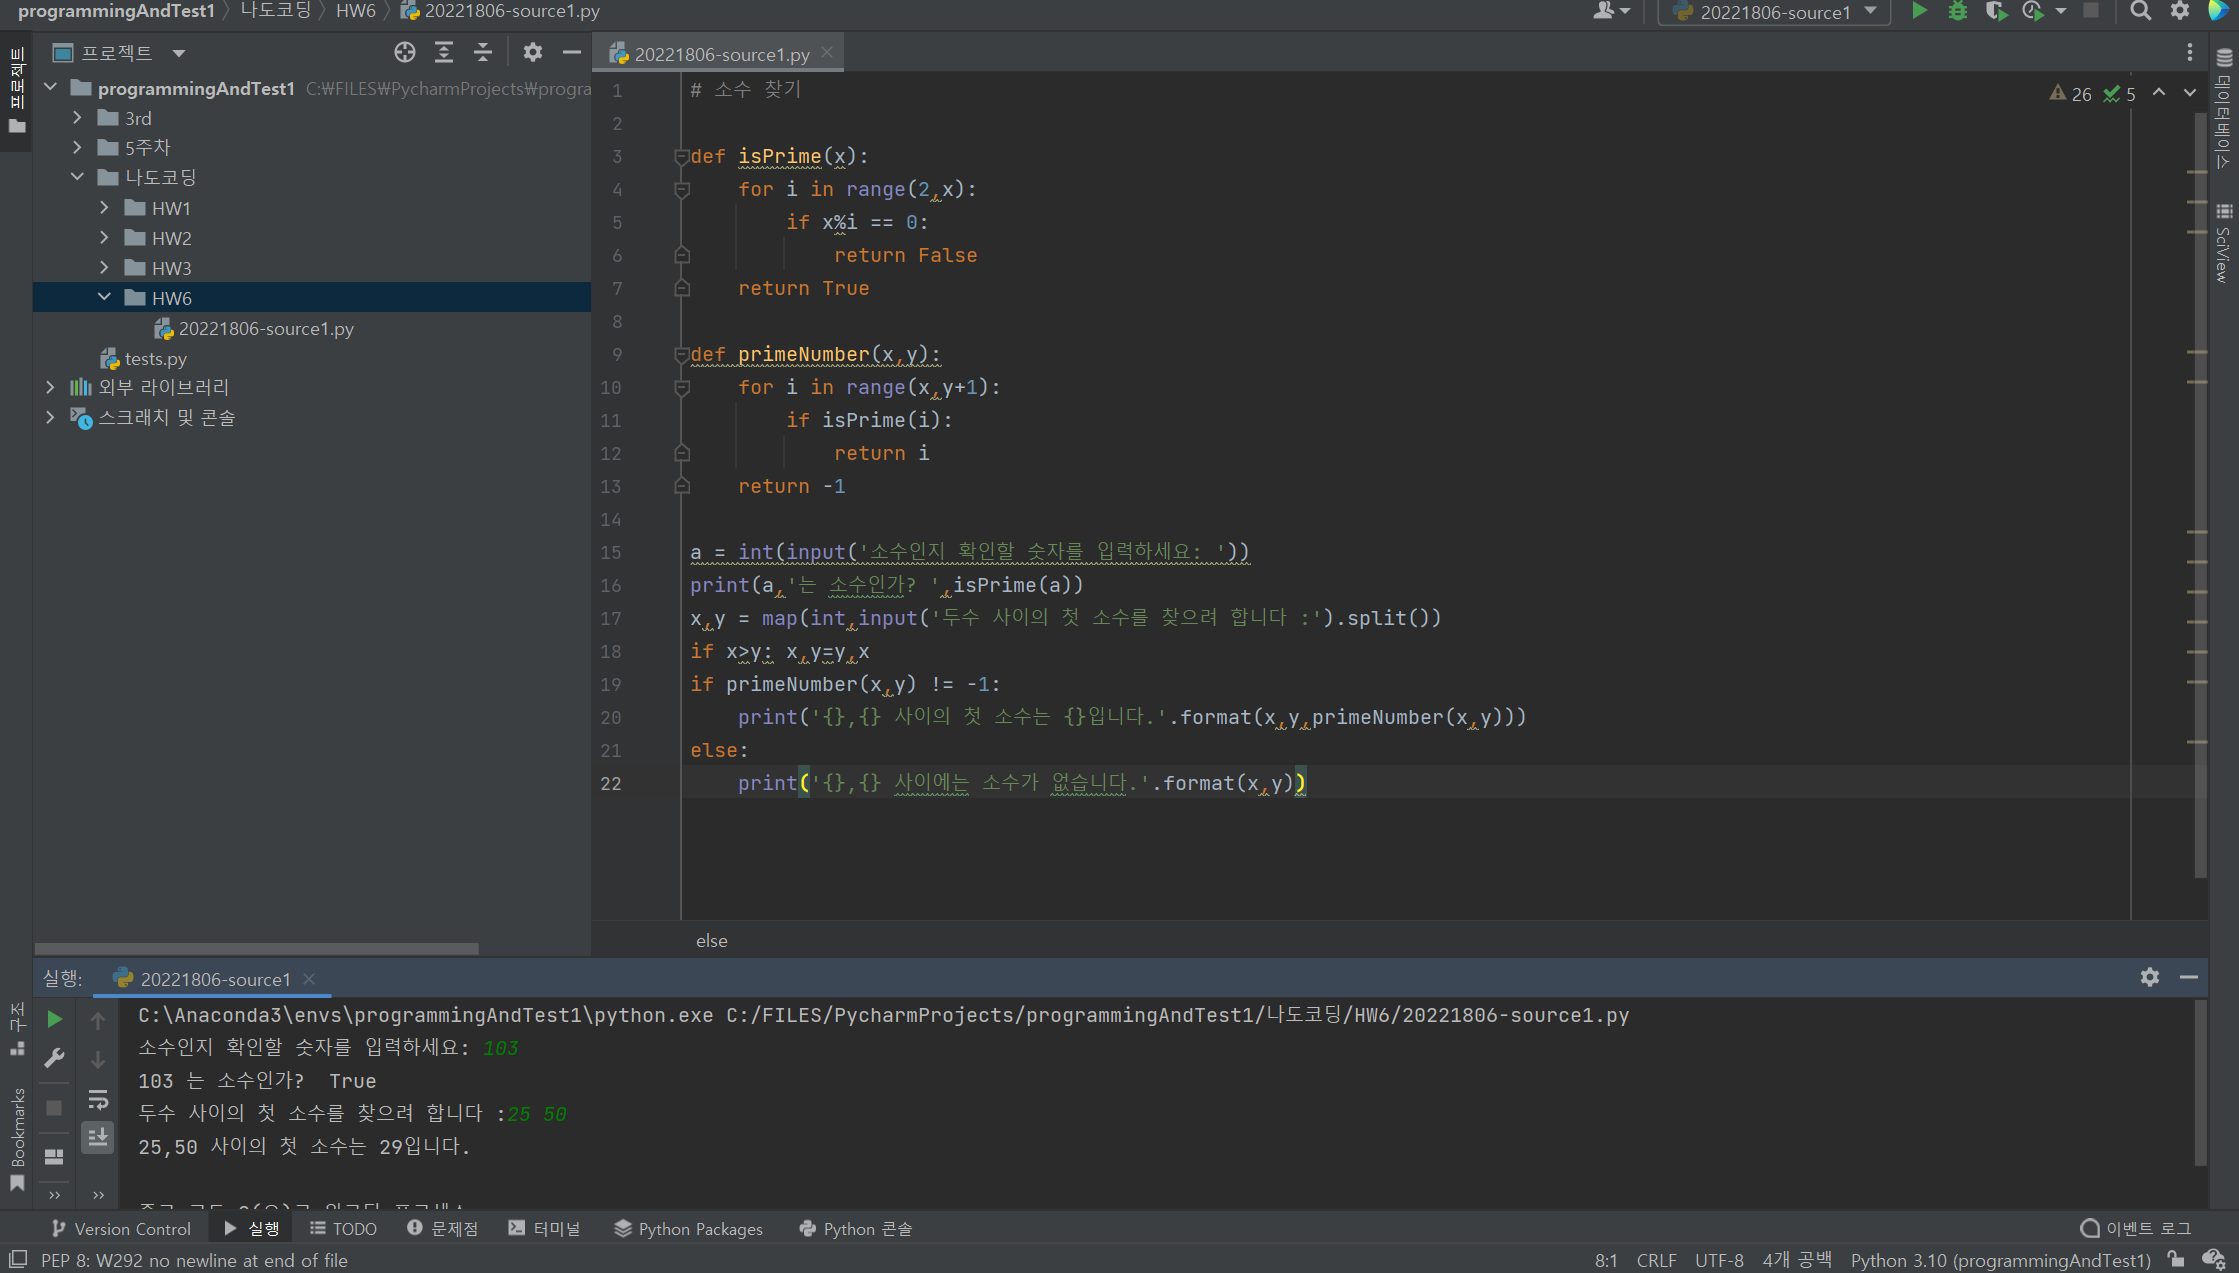 programmingAndTest1 나도코딩 HW6 20221806-source1.py
20221806-source1
프로젝트
프로젝트
programmingAndTest1 C:₩FILES₩PycharmProjects₩progra
3rd
5주차
나도코딩
HW1
HW2
HW3
HW6
20221806-source1.py
tests.py
외부 라이브러리
스크래치 및 콘솔
20221806-source1.py
26 5
1 # 소수 찾기
2
3 def isPrime(x):
4 for i in range(2,x):
5 if x%i == 0:
6 return False
7 return True
8
9 def primeNumber(x,y):
10 for i in range(x,y+1):
11 if isPrime(i):
12 return i
13 return -1
14
15 a = int(input('소수인지 확인할 숫자를 입력하세요: '))
16 print(a,'는 소수인가? ',isPrime(a))
17 x,y = map(int,input('두수 사이의 첫 소수를 찾으려 합니다 :').split())
18 if x>y: x,y=y,x
19 if primeNumber(x,y) != -1:
20 print('{},{} 사이의 첫 소수는 {}입니다.'.format(x,y,primeNumber(x,y)))
21 else:
22 print('{},{} 사이에는 소수가 없습니다.'.format(x,y))
else
데이터베이스
SciView
실행: 20221806-source1
구조
Bookmarks
C:\Anaconda3\envs\programmingAndTest1\python.exe C:/FILES/PycharmProjects/programmingAndTest1/나도코딩/HW6/20221806-source1.py
소수인지 확인할 숫자를 입력하세요: 103
103 는 소수인가?  True
두수 사이의 첫 소수를 찾으려 합니다 :25 50
25,50 사이의 첫 소수는 29입니다.
Version Control 실행 TODO 문제점 터미널 Python Packages Python 콘솔 이벤트 로그
PEP 8: W292 no newline at end of file 8:1 CRLF UTF-8 4개 공백 Python 3.10 (programmingAndTest1)